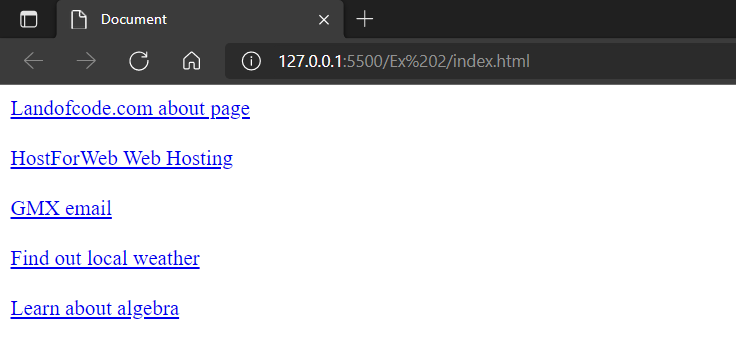 Document
127.0.0.1:5500/Ex%202/index.html
Landofcode.com about page
HostForWeb Web Hosting
GMX email
Find out local weather
Learn about algebra